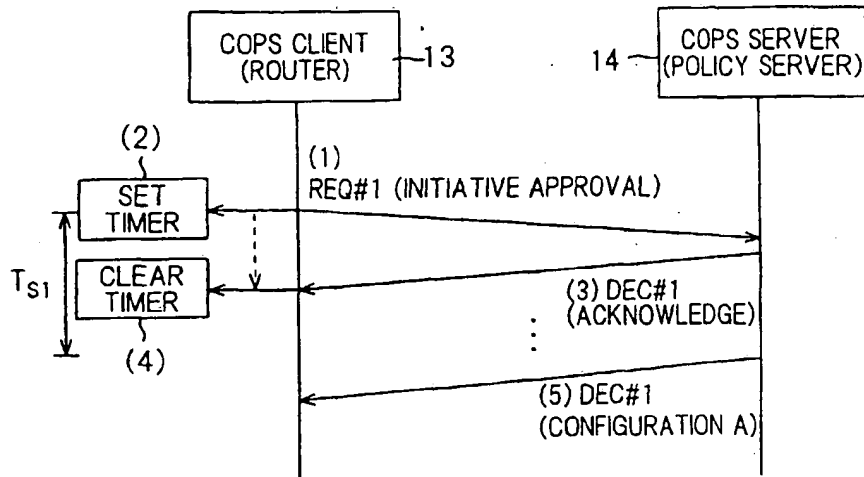 COPS CLIENT
(ROUTER)
13
COPS SERVER
(POLICY SERVER)
14
(1)
REQ#1 (INITIATIVE APPROVAL)
(2)
SET
TIMER
TS1
CLEAR
TIMER
(4)
(3) DEC#1
(ACKNOWLEDGE)
(5) DEC#1
(CONFIGURATION A)